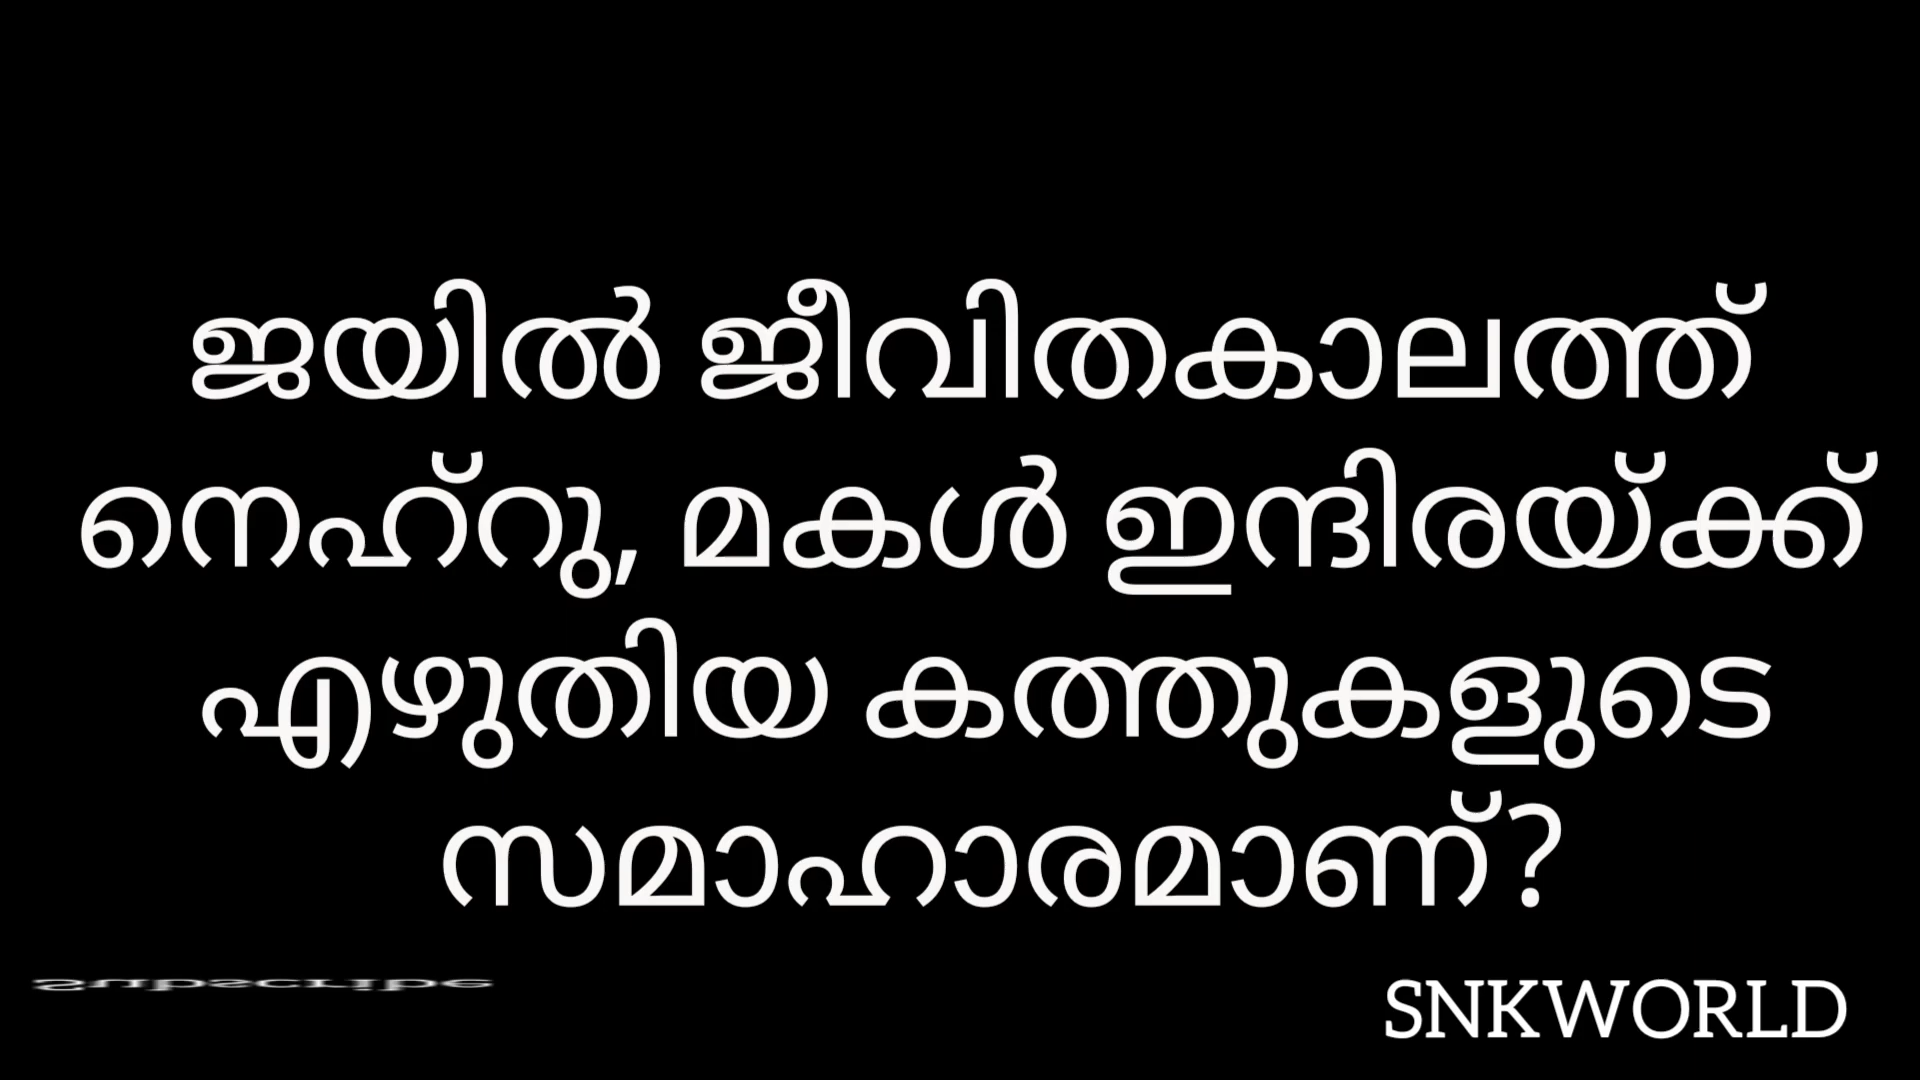 ജയിൽ ജീവിതകാലത്ത്
നെഹ്റു, മകൾ ഇന്ദിരയ്ക്ക്
എഴുതിയ കത്തുകളുടെ
സമാഹാരമാണ്?
SNKWORLD